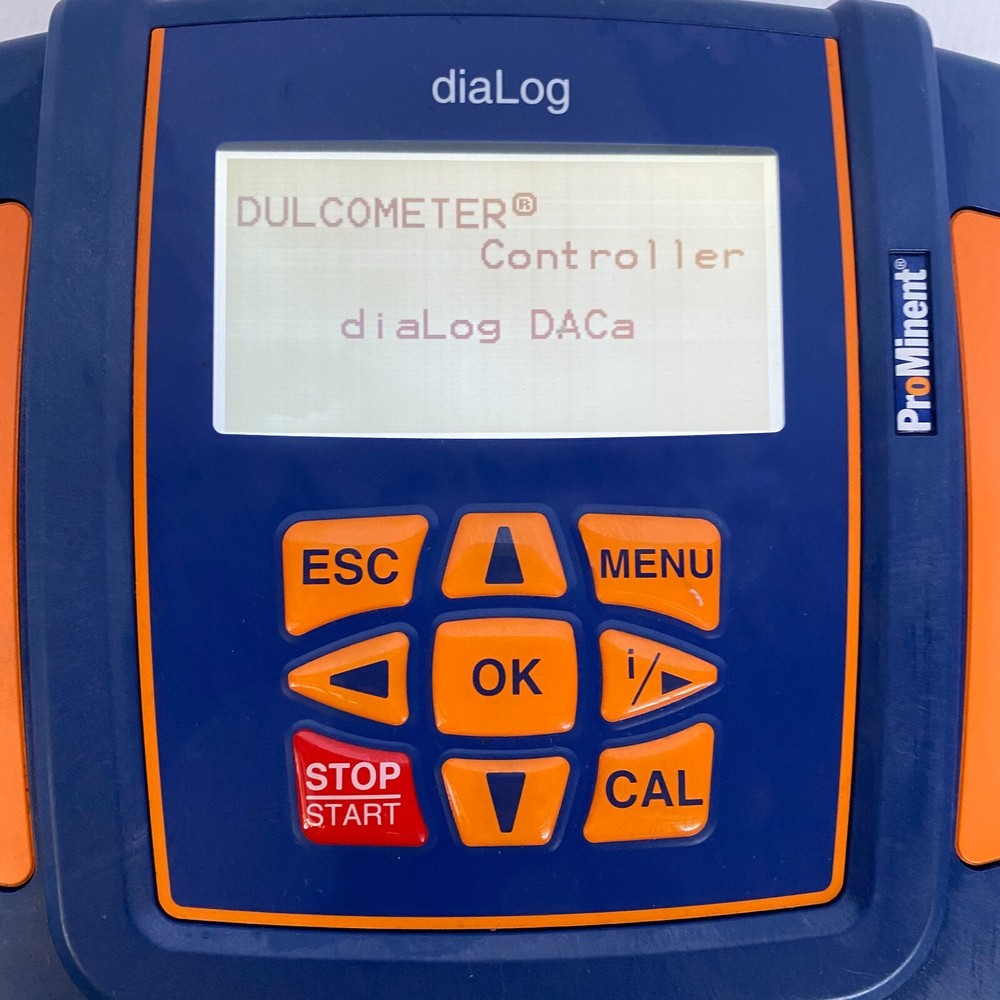 diaLog
DULCOMETER®
Controller
diaLog DACa
ProMinent®
ESC
MENU
OK
i/
STOP
START
CAL